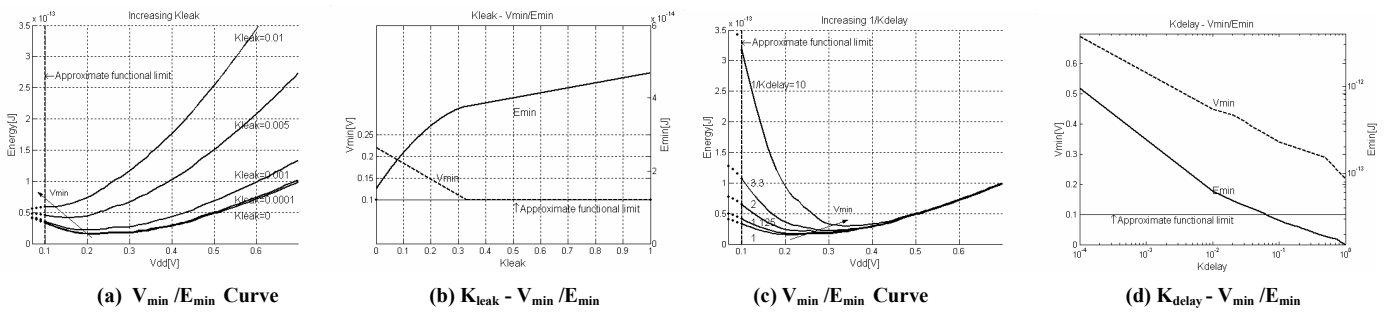 Increasing Kleak
x 10^-13
3.5
3
2.5
2
1.5
1
0.5
0
Energy[J]
Kleak=0.01
←Approximate functional limit
Kleak=0.005
Kleak=0.001
Kleak=0.0001
Kleak=0
Vmin
0.1 0.2 0.3 0.4 0.5 0.6
Vdd[V]
(a) Vmin /Emin Curve
Kleak - Vmin/Emin
x 10^-14
6
4
2
0
Emin[J]
Vmin[V]
0.25
0.2
0.15
0.1
Emin
Vmin
↑Approximate functional limit
0 0.1 0.2 0.3 0.4 0.5 0.6 0.7 0.8 0.9 1
Kleak
(b) Kleak - Vmin /Emin
Increasing 1/Kdelay
x 10^-13
3.5
3
2.5
2
1.5
1
0.5
0
Energy[J]
←Approximate functional limit
1/Kdelay=10
3.3
2
1.125
1
Vmin
0.1 0.2 0.3 0.4 0.5 0.6
Vdd[V]
(c) Vmin /Emin Curve
Kdelay - Vmin/Emin
0.6
0.5
0.4
0.3
0.2
0.1
0
Vmin[V]
Vmin
Emin
↑Approximate functional limit
10^-12
10^-13
Emin[J]
10^-4 10^-3 10^-2 10^-1 10^0
Kdelay
(d) Kdelay - Vmin /Emin